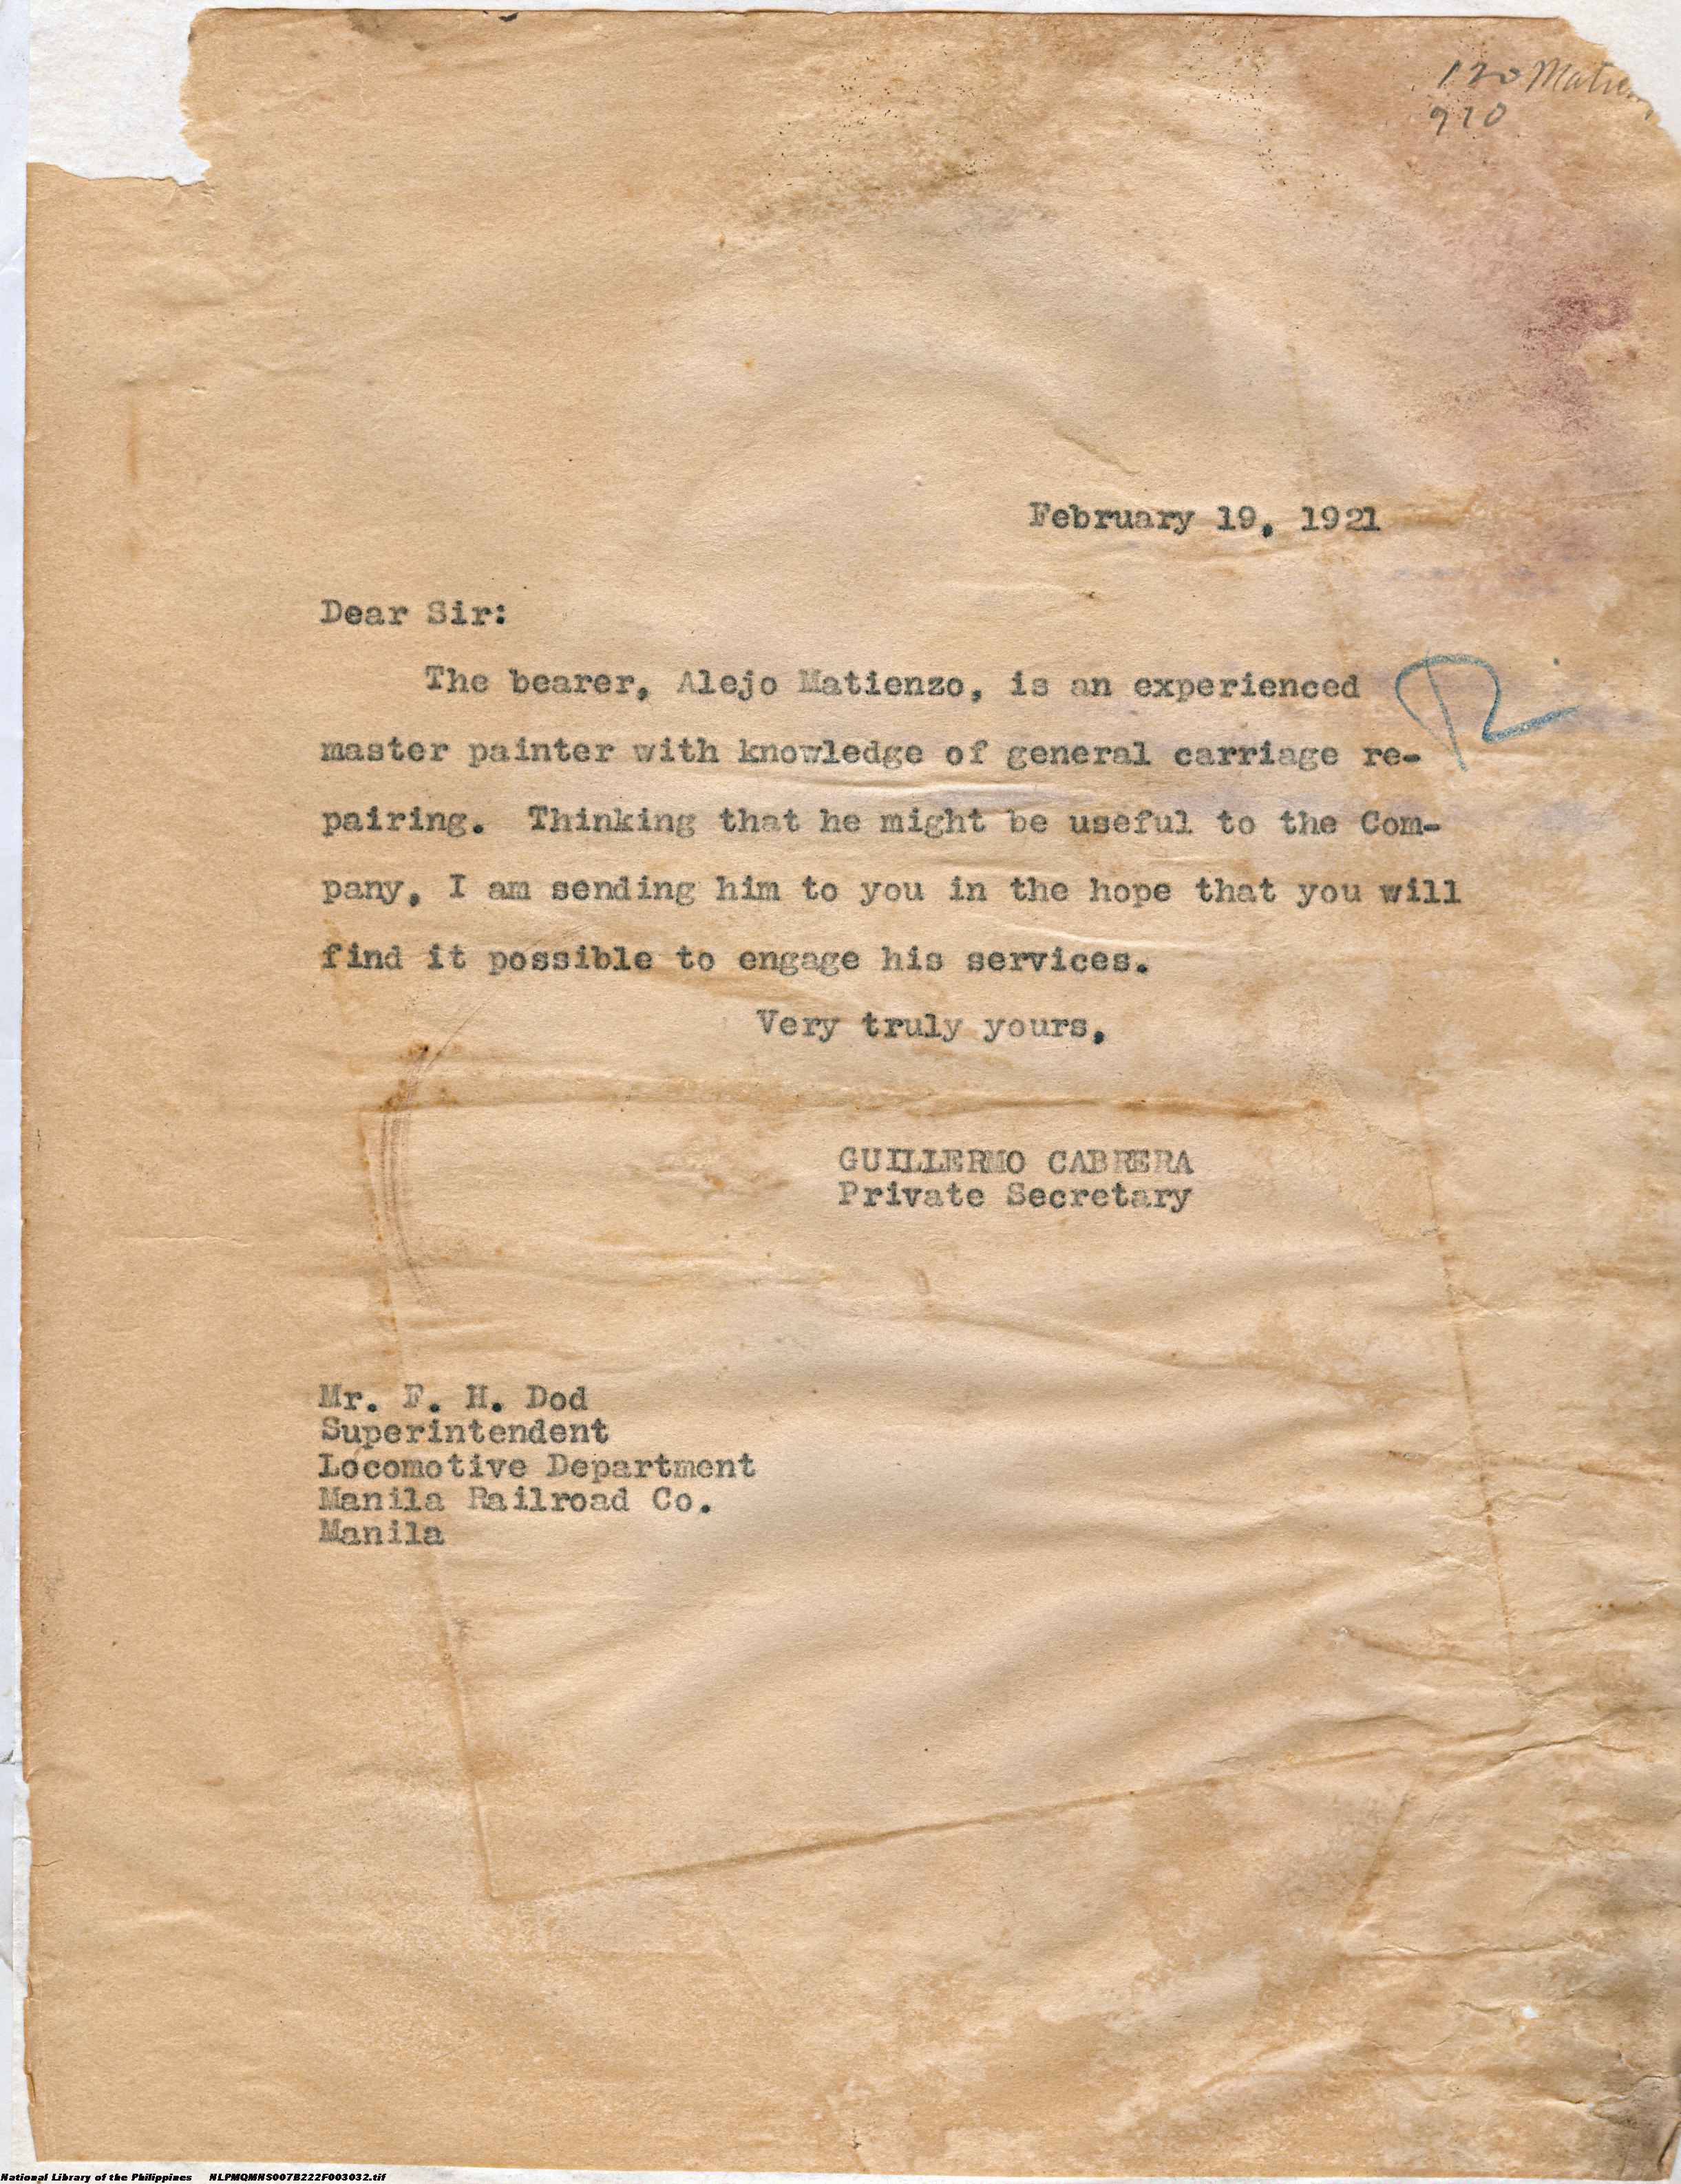 120
910
February 19, 1921
Dear Sir:
The bearer, Alejo Matienzo, is an experienced
master painter with knowledge of general carriage re-
pairing. Thinking that he might be useful to the Com-
pany, I am sending him to you in the hope that you will
find it possible to engage his services.
Very truly yours,
GUILLERMO CABRERA
Private Secretary
Mr. F. H. Dod
Superintendent
Locomotive Department
Manila Railroad Co.
Manila
National Library of the Philippines NLPMQMNS007B222F003032.tif